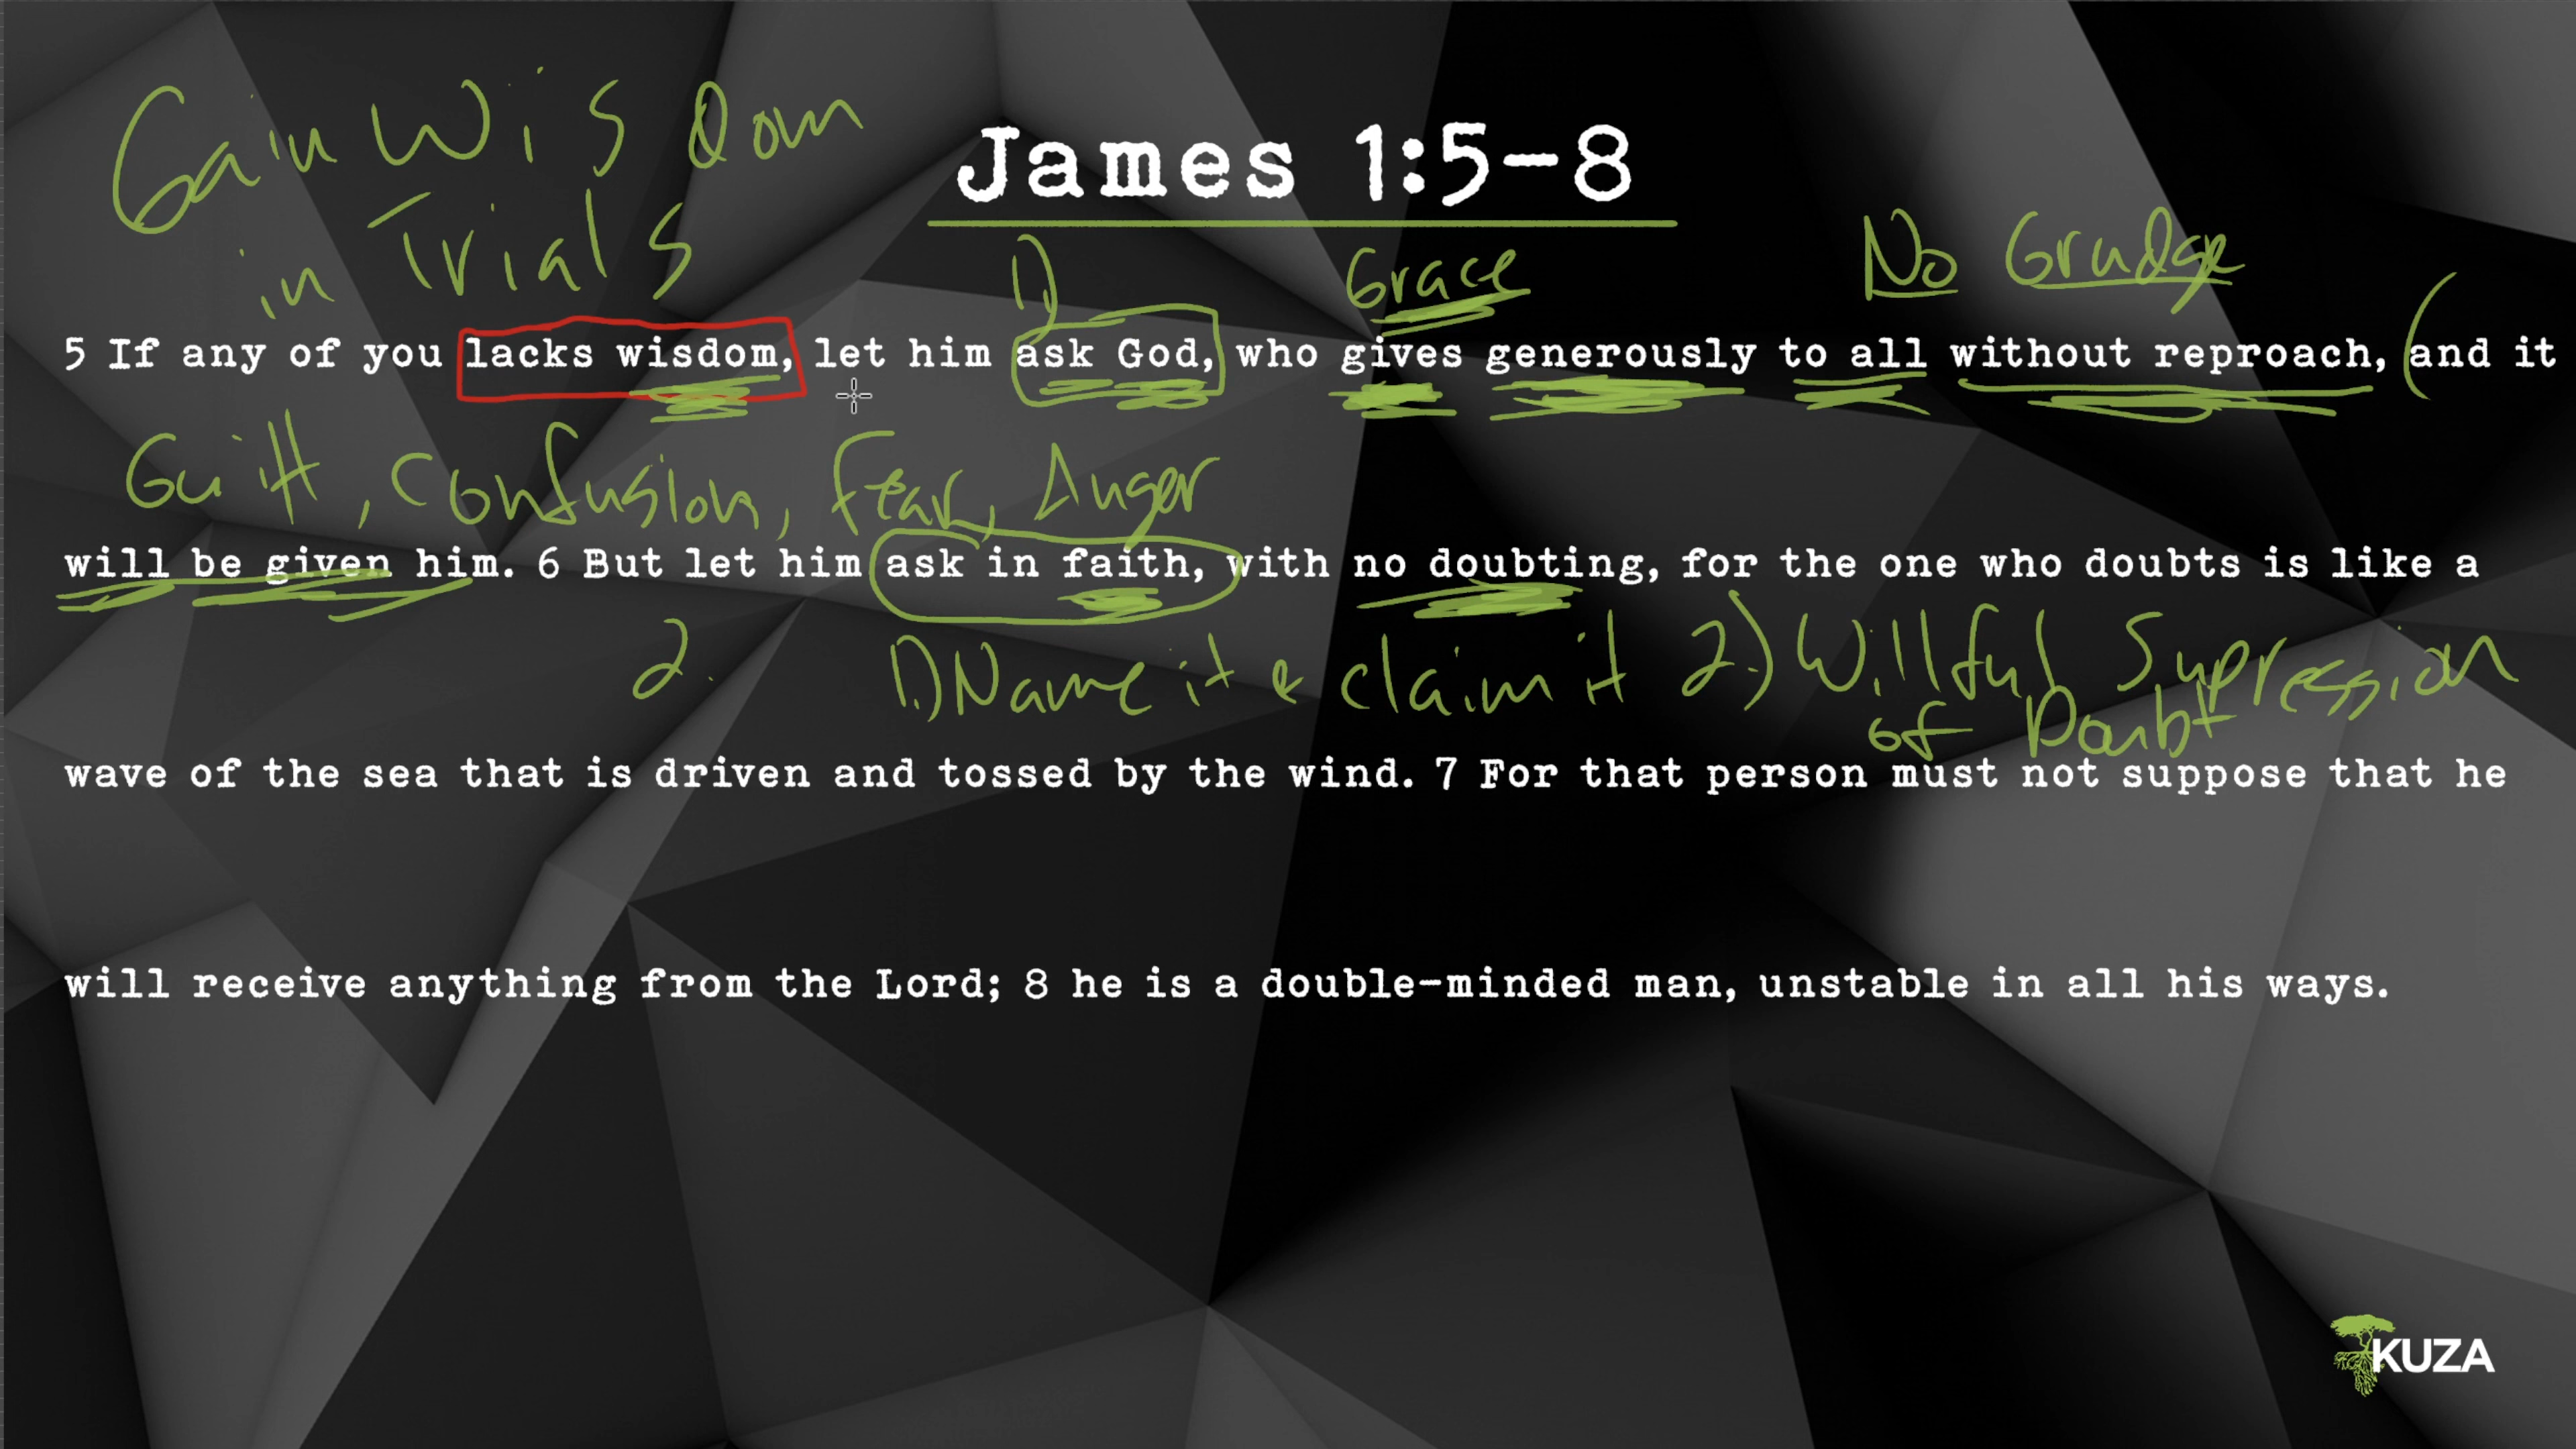 Gain Wisdom
in Trials
James 1:5-8
1)
Grace
No Grudge
5 If any of you lacks wisdom, let him ask God, who gives generously to all without reproach, (and it
Guilt, Confusion, Fear, Anger
will be given him. 6 But let him ask in faith, with no doubting, for the one who doubts is like a
2. 1.) Name it & claim it 2.) Willful Supression
of Doubt
wave of the sea that is driven and tossed by the wind. 7 For that person must not suppose that he
will receive anything from the Lord; 8 he is a double-minded man, unstable in all his ways.
KUZA